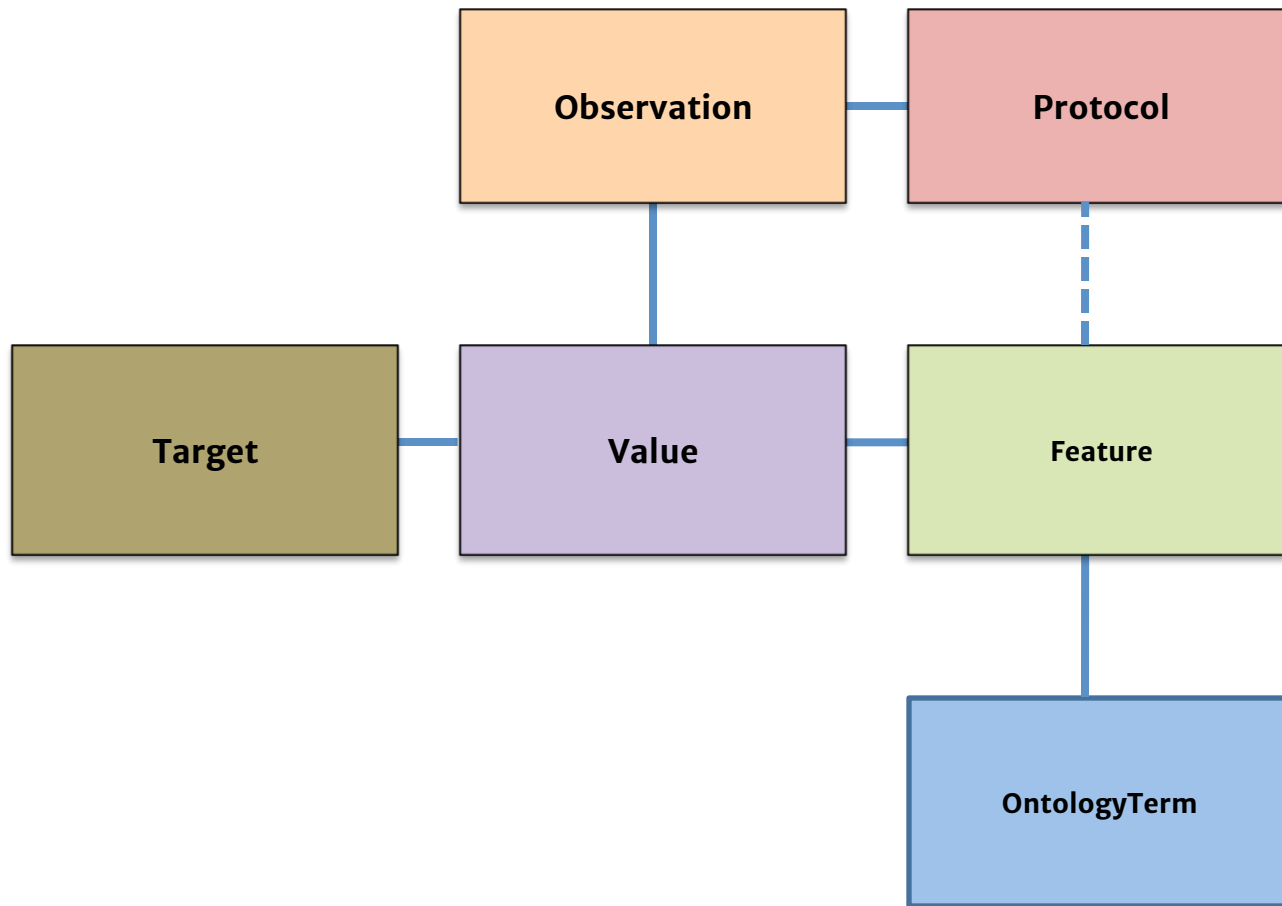 Observation
Protocol
Target
Value
Feature
OntologyTerm